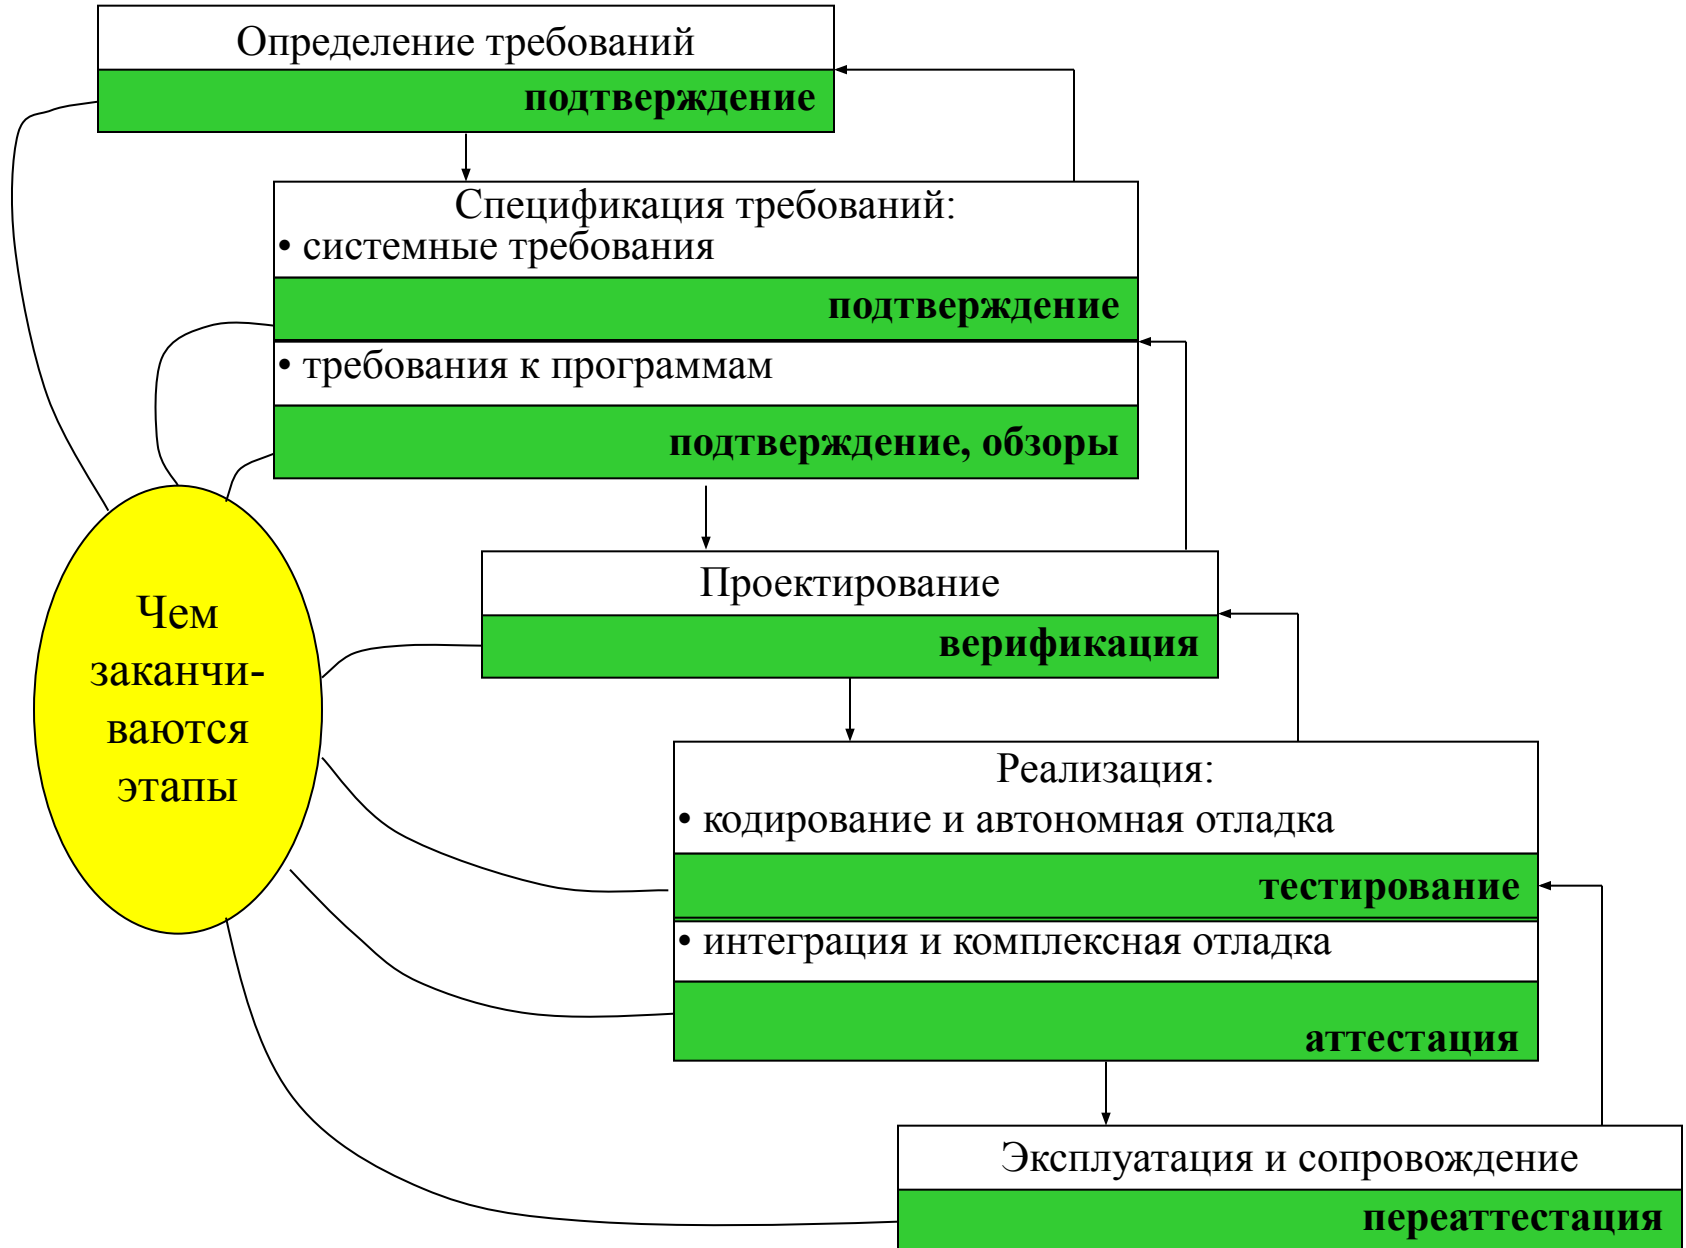 Определение требований
подтверждение
Спецификация требований:
• системные требования
подтверждение
• требования к программам
подтверждение, обзоры
Проектирование
верификация
Чем
заканчи-
ваются
этапы
Реализация:
• кодирование и автономная отладка
тестирование
• интеграция и комплексная отладка
аттестация
Эксплуатация и сопровождение
переаттестация